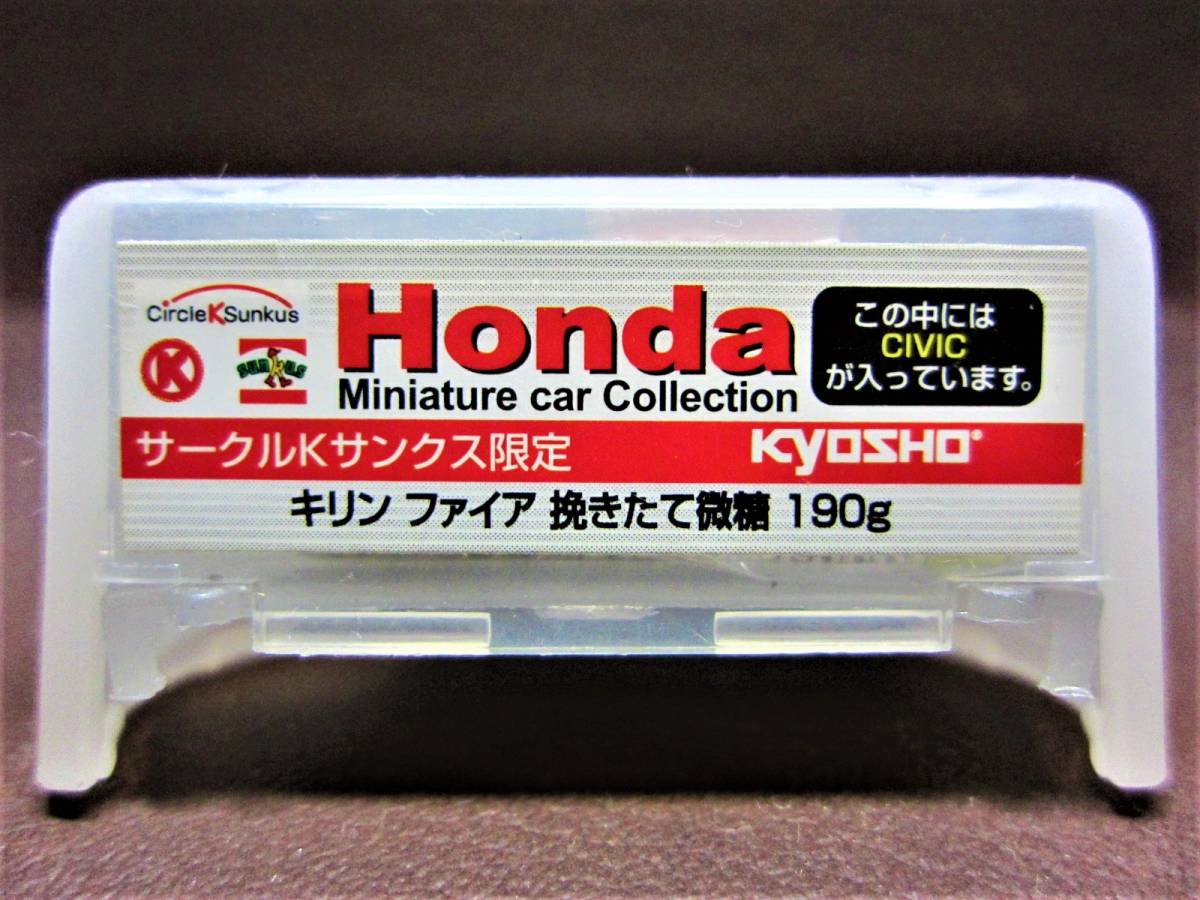 CircleKSunkus
K
sunkus
Honda
Miniature car Collection
この中には
CIVIC
が入っています。
サークルKサンクス限定
KYOSHO
キリン ファイア 挽きたて微糖 190g